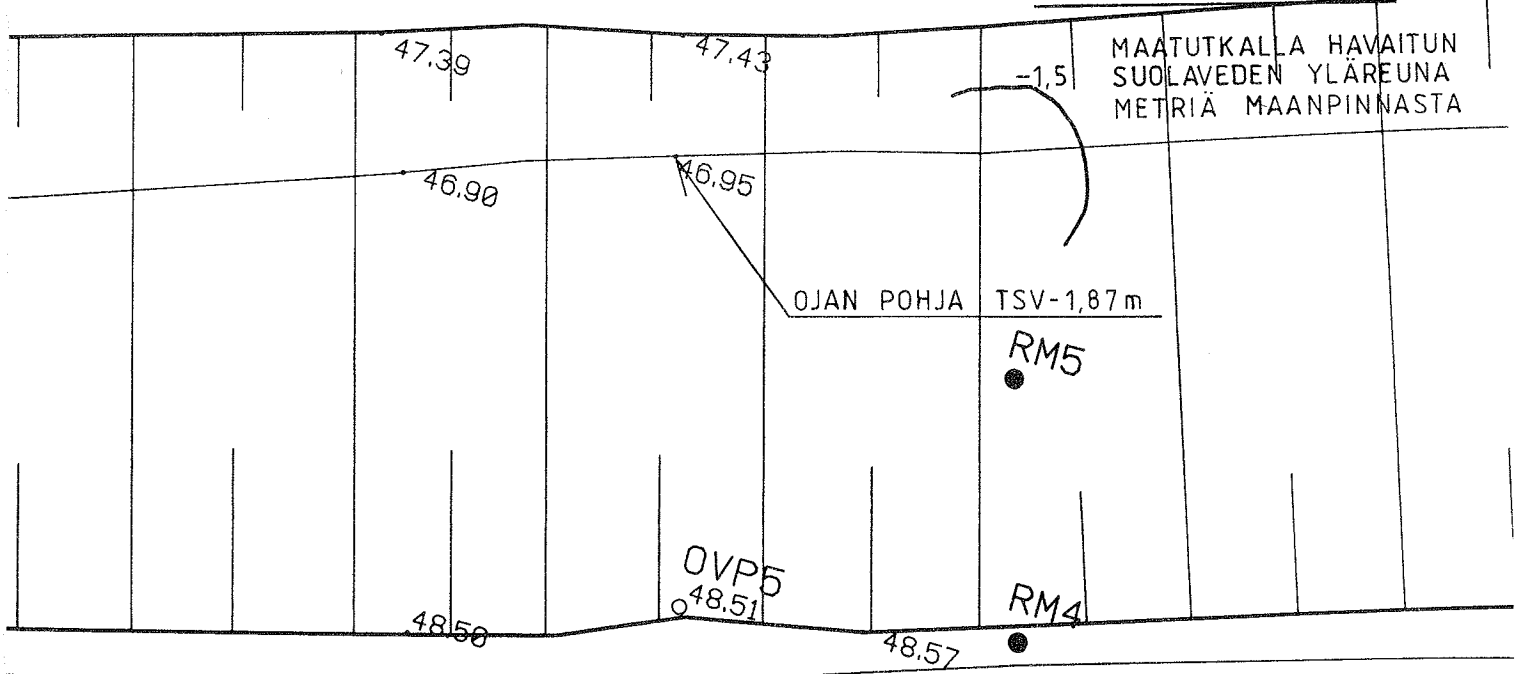 47.39
47.43
MAATUTKALLA HAVAITUN
-1,5 SUOLAVEDEN YLÄREUNA
METRIÄ MAANPINNASTA
46.90
46.95
OJAN POHJA TSV-1,87m
RM5
OVP5
48.51
RM4
48.50
48.57